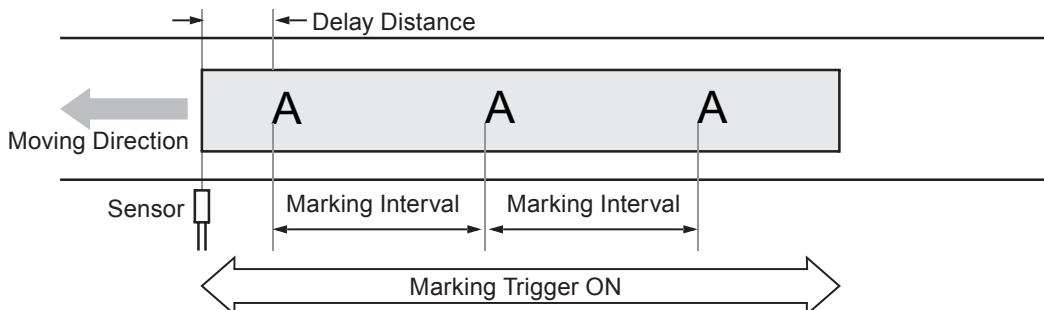 Delay Distance
A A A
Moving Direction
Sensor
Marking Interval Marking Interval
Marking Trigger ON